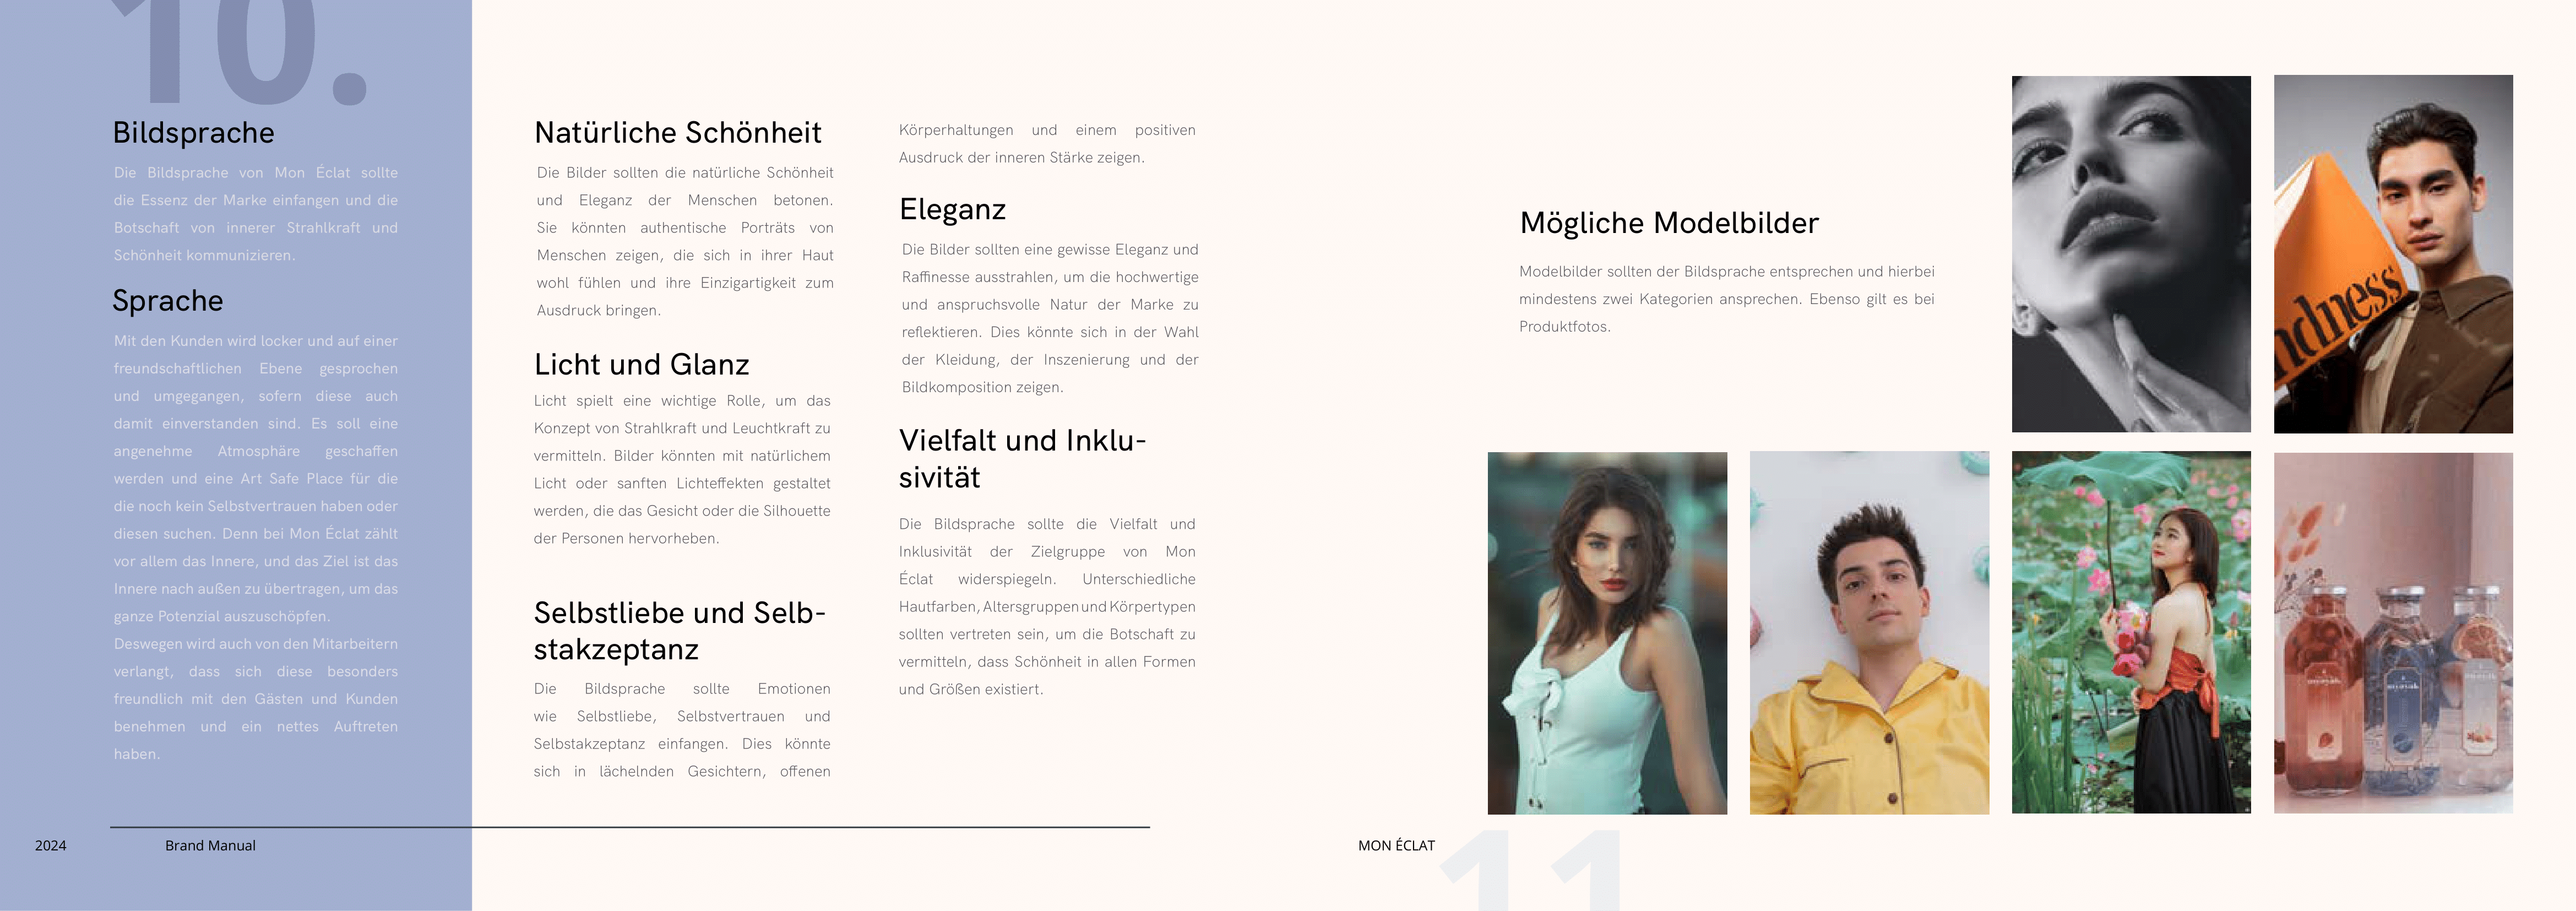 10.
Bildsprache
Die Bildsprache von Mon Éclat sollte
die Essenz der Marke einfangen und die
Botschaft von innerer Strahlkraft und
Schönheit kommunizieren.
Sprache
Mit den Kunden wird locker und auf einer
freundschaftlichen Ebene gesprochen
und umgegangen, sofern diese auch
damit einverstanden sind. Es soll eine
angenehme Atmosphäre geschaffen
werden und eine Art Safe Place für die
die noch kein Selbstvertrauen haben oder
diesen suchen. Denn bei Mon Éclat zählt
vor allem das Innere, und das Ziel ist das
Innere nach außen zu übertragen, um das
ganze Potenzial auszuschöpfen.
Deswegen wird auch von den Mitarbeitern
verlangt, dass sich diese besonders
freundlich mit den Gästen und Kunden
benehmen und ein nettes Auftreten
haben.
Natürliche Schönheit
Die Bilder sollten die natürliche Schönheit
und Eleganz der Menschen betonen.
Sie könnten authentische Porträts von
Menschen zeigen, die sich in ihrer Haut
wohl fühlen und ihre Einzigartigkeit zum
Ausdruck bringen.
Licht und Glanz
Licht spielt eine wichtige Rolle, um das
Konzept von Strahlkraft und Leuchtkraft zu
vermitteln. Bilder könnten mit natürlichem
Licht oder sanften Lichteffekten gestaltet
werden, die das Gesicht oder die Silhouette
der Personen hervorheben.
Selbstliebe und Selb-
stakzeptanz
Die Bildsprache sollte Emotionen
wie Selbstliebe, Selbstvertrauen und
Selbstakzeptanz einfangen. Dies könnte
sich in lächelnden Gesichtern, offenen
Körperhaltungen und einem positiven
Ausdruck der inneren Stärke zeigen.
Eleganz
Die Bilder sollten eine gewisse Eleganz und
Raffinesse ausstrahlen, um die hochwertige
und anspruchsvolle Natur der Marke zu
reflektieren. Dies könnte sich in der Wahl
der Kleidung, der Inszenierung und der
Bildkomposition zeigen.
Vielfalt und Inklu-
sivität
Die Bildsprache sollte die Vielfalt und
Inklusivität der Zielgruppe von Mon
Éclat widerspiegeln. Unterschiedliche
Hautfarben, Altersgruppen und Körpertypen
sollten vertreten sein, um die Botschaft zu
vermitteln, dass Schönheit in allen Formen
und Größen existiert.
Mögliche Modelbilder
Modelbilder sollten der Bildsprache entsprechen und hierbei
mindestens zwei Kategorien ansprechen. Ebenso gilt es bei
Produktfotos.
ndness
2024
Brand Manual
MON ÉCLAT
11